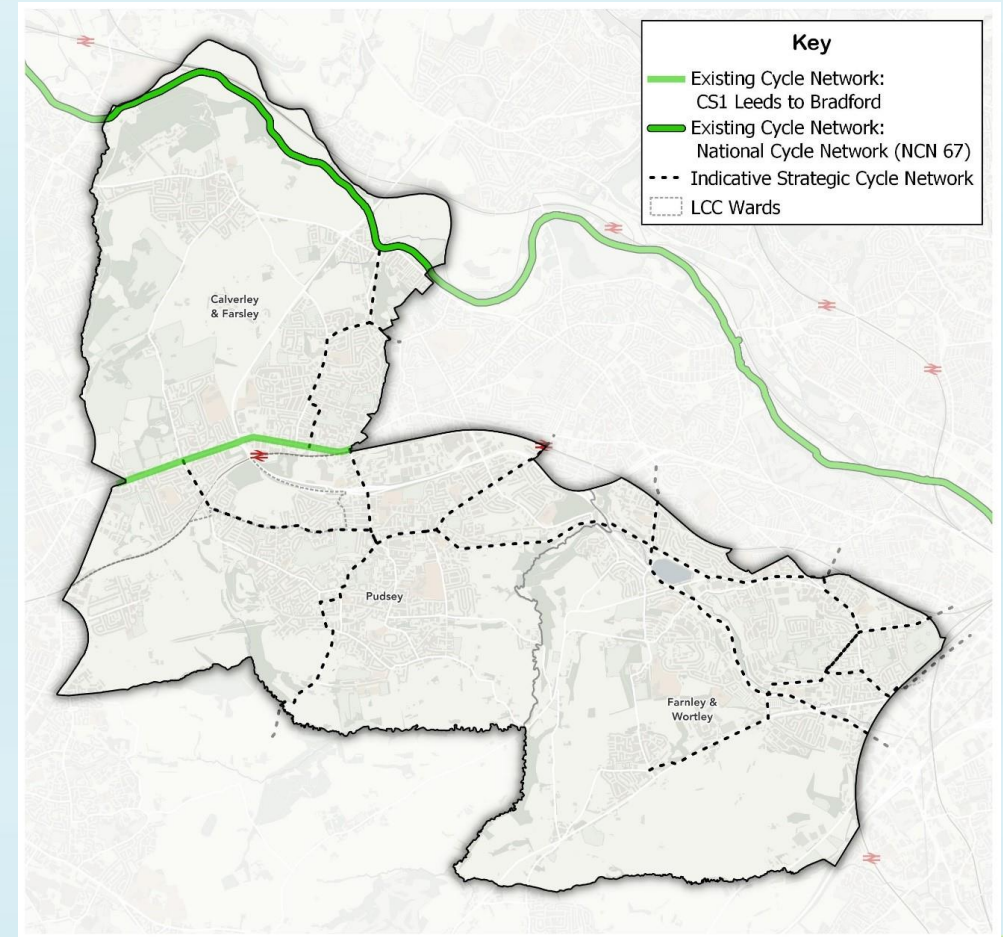 Key
Existing Cycle Network:
CS1 Leeds to Bradford
Existing Cycle Network:
National Cycle Network (NCN 67)
Indicative Strategic Cycle Network
LCC Wards
Calverley
& Farsley
Pudsey
Farnley &
Wortley